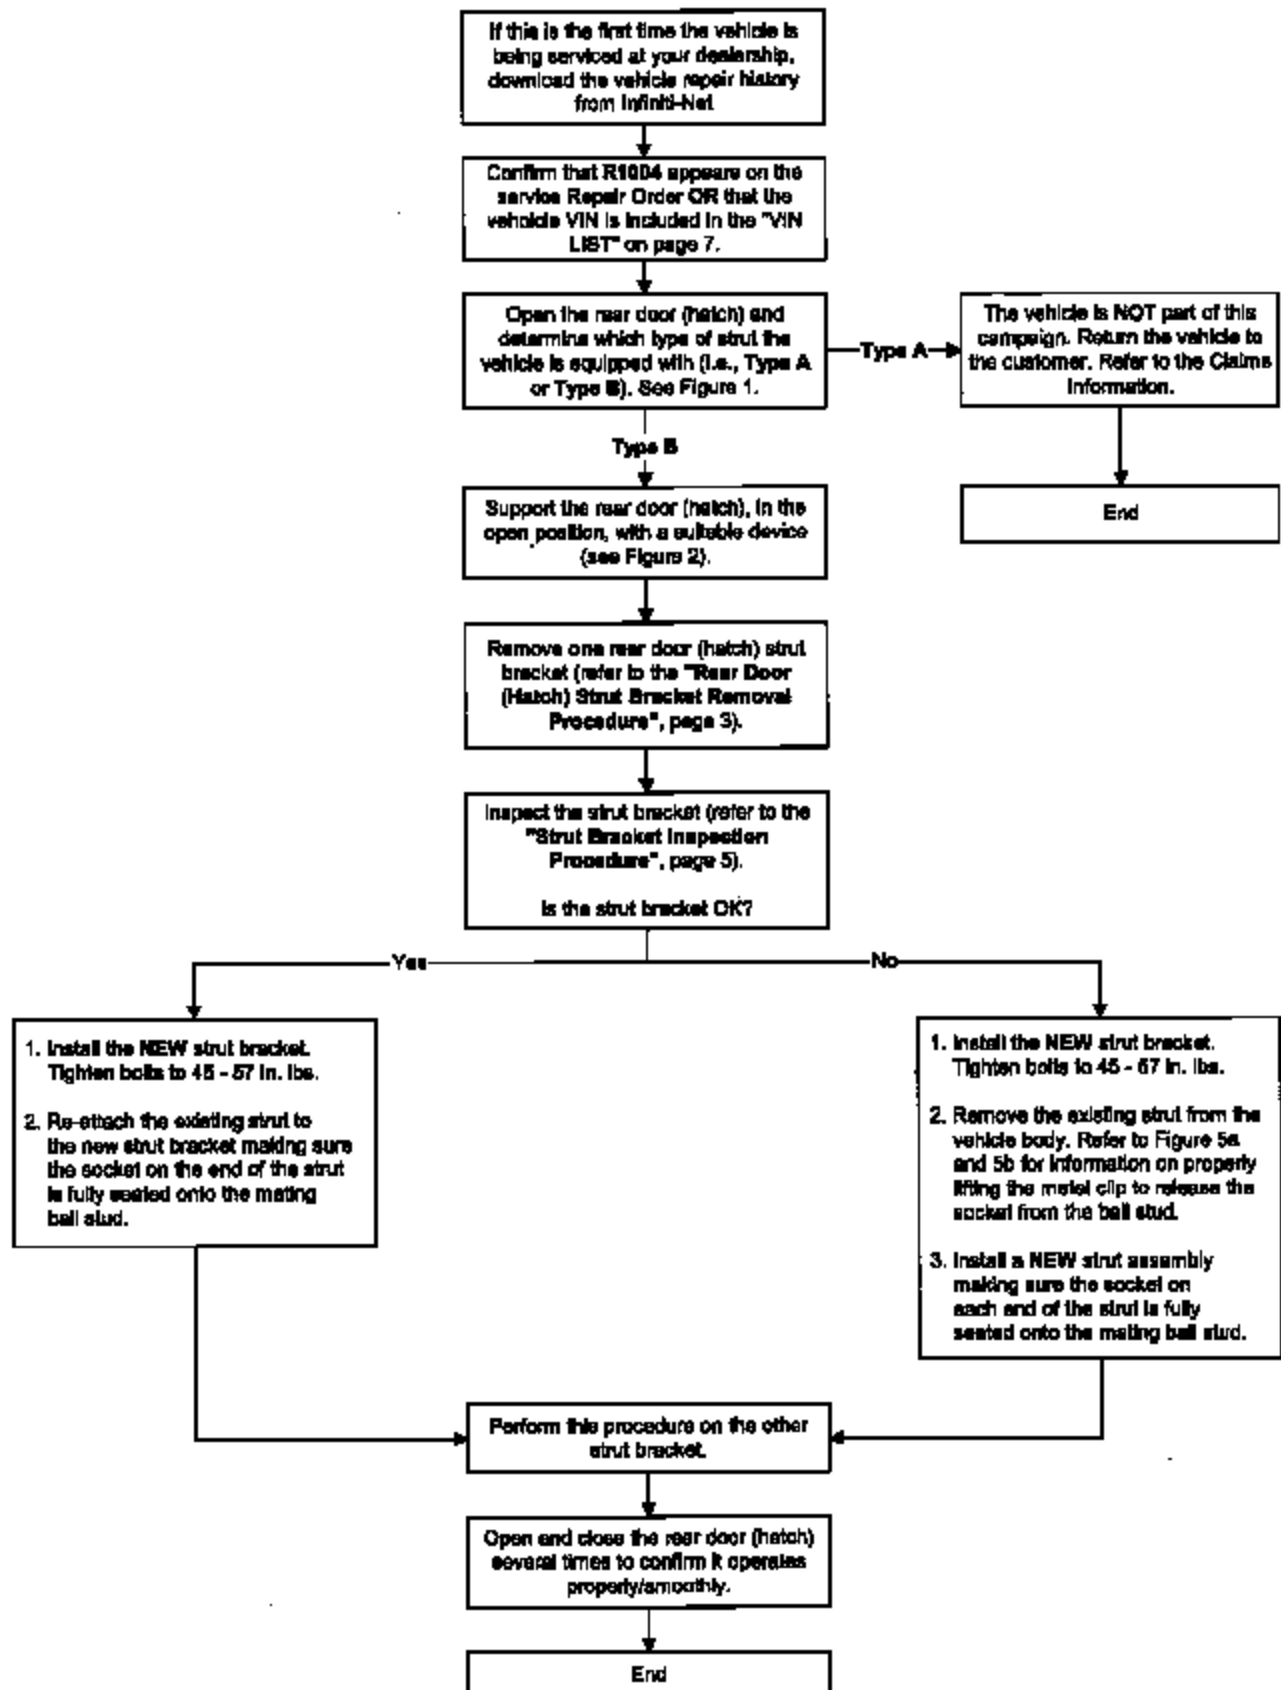 If this is the first time the vehicle is
being serviced at your dealership,
download the vehicle repair history
from Infiniti-Net
Confirm that R1004 appears on the
service Repair Order OR that the
vehoicle VIN is included in the "VIN
LIST" on page 7.
Open the rear door (hatch) and
determine which type of strut the
vehicle is equipped with (i.e., Type A
or Type B). See Figure 1.
Type A
The vehicle is NOT part of this
campaign. Return the vehicle to
the customer. Refer to the Claims
Information.
End
Type B
Support the rear door (hatch), in the
open position, with a suitable device
(see Figure 2).
Remove one rear door (hatch) strut
bracket (refer to the "Rear Door
(Hatch) Strut Bracket Removal
Procedure", page 3).
Inspect the strut bracket (refer to the
"Strut Bracket Inspection
Procedure", page 5).
Is the strut bracket OK?
Yes
No
1. Install the NEW strut bracket.
Tighten bolts to 45 - 57 in. lbs.
2. Re-attach the existing strut to
the new strut bracket making sure
the socket on the end of the strut
is fully seated onto the mating
ball stud.
1. Install the NEW strut bracket.
Tighten bolts to 45 - 57 in. lbs.
2. Remove the existing strut from the
vehicle body. Refer to Figure 5a
and 5b for information on properly
lifting the metal clip to release the
socket from the ball stud.
3. Install a NEW strut assembly
making sure the socket on
each end of the strut is fully
seated onto the mating ball stud.
Perform this procedure on the other
strut bracket.
Open and close the rear door (hatch)
several times to confirm it operates
properly/smoothly.
End